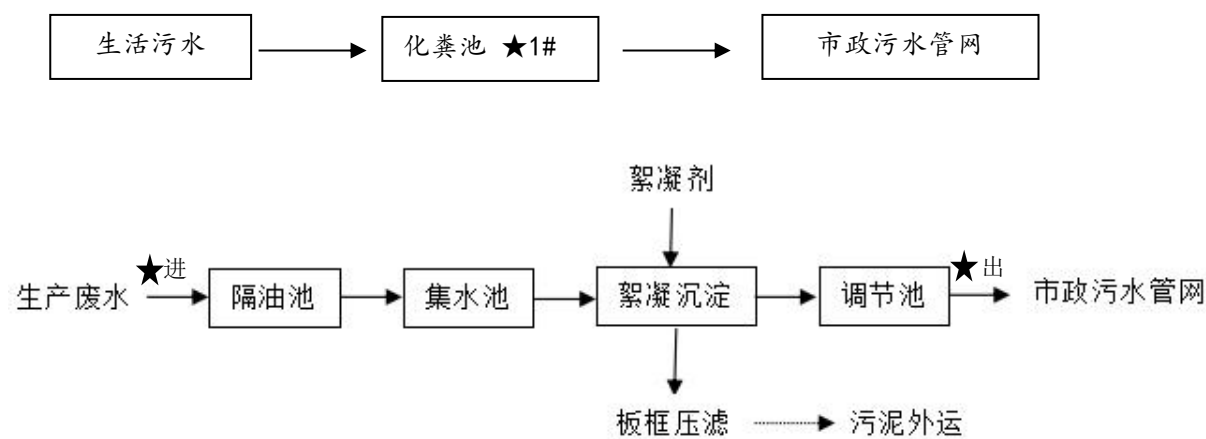 生活污水 化粪池 ★1# 市政污水管网
絮凝剂
★进 ★出
生产废水 隔油池 集水池 絮凝沉淀 调节池 市政污水管网
板框压滤 污泥外运